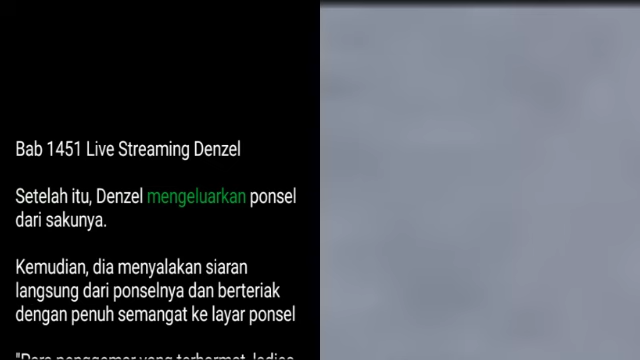 Bab 1451 Live Streaming Denzel
Setelah itu, Denzel mengeluarkan ponsel
dari sakunya.
Kemudian, dia menyalakan siaran
langsung dari ponselnya dan berteriak
dengan penuh semangat ke layar ponsel